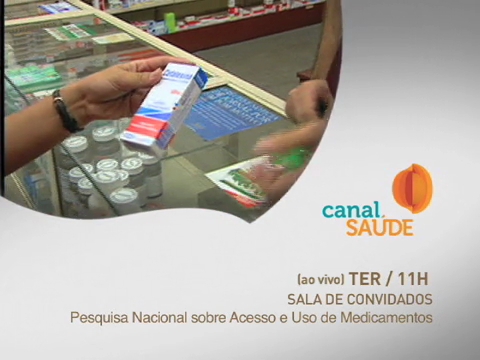 canal
SAÚDE
(ao vivo) TER / 11H
SALA DE CONVIDADOS
Pesquisa Nacional sobre Acesso e Uso de Medicamentos